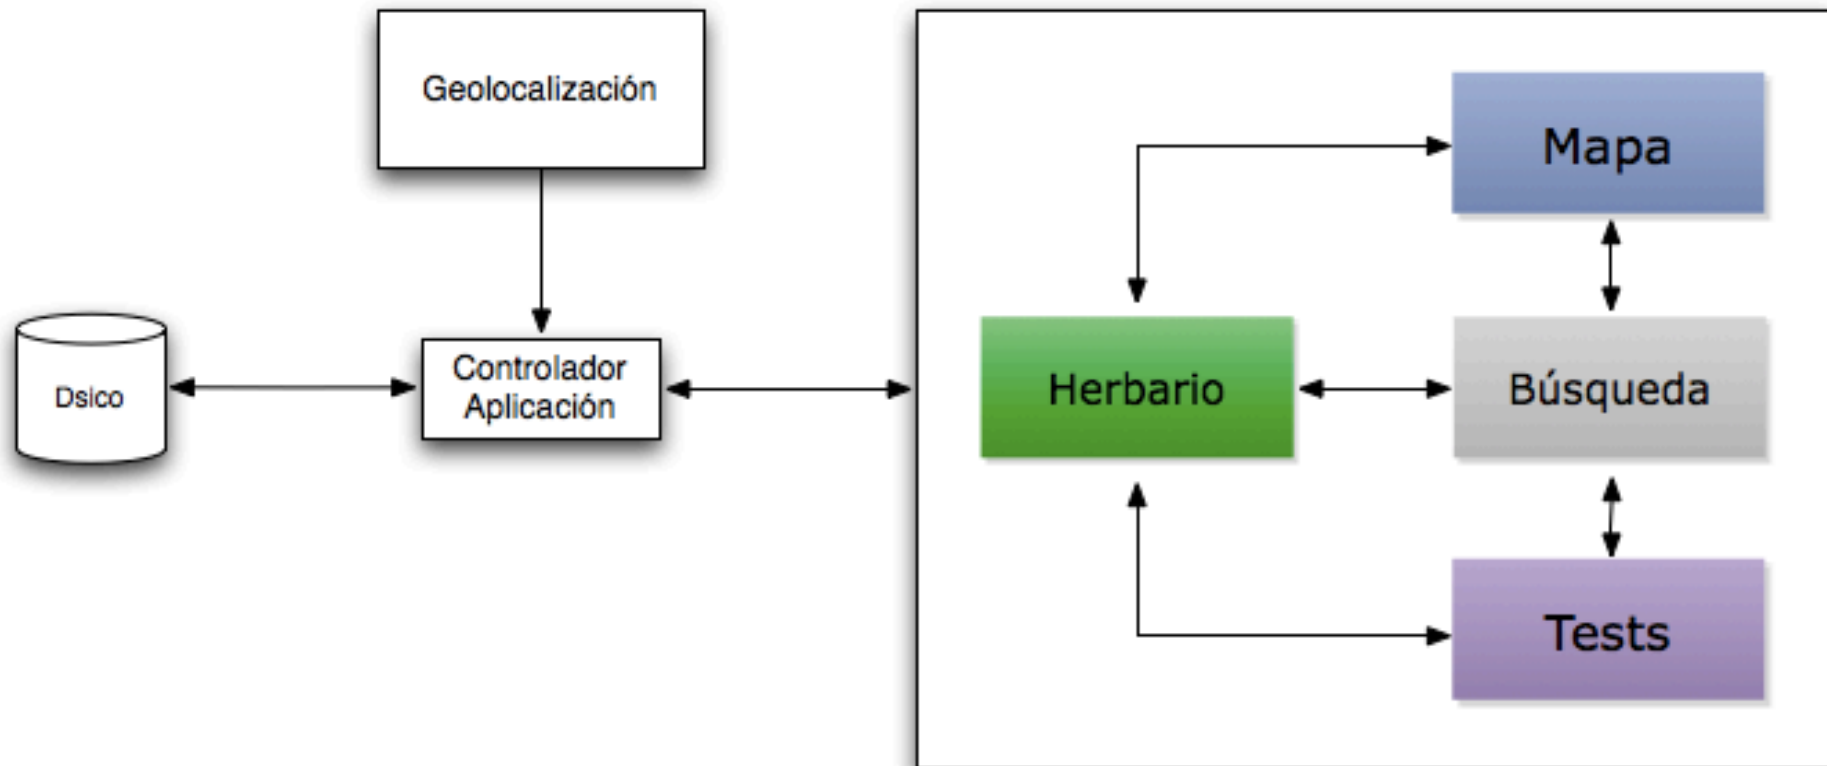 Geolocalización
Mapa
Dsico
Controlador
Aplicación
Herbario
Búsqueda
Tests